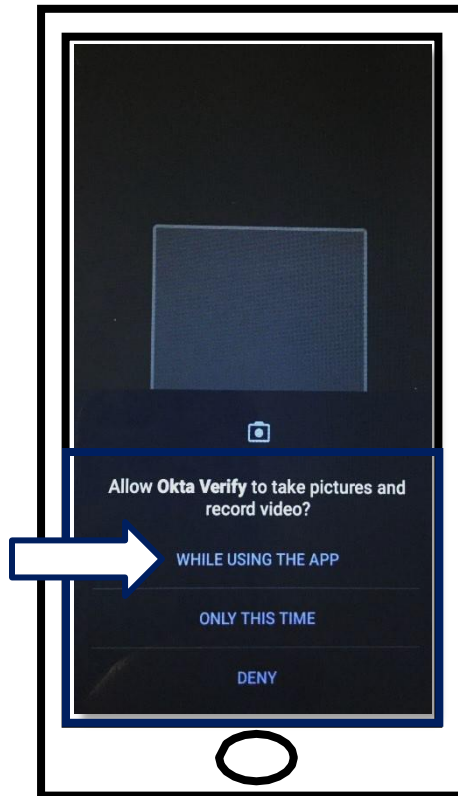 Allow Okta Verify to take pictures and
record video?
WHILE USING THE APP
ONLY THIS TIME
DENY